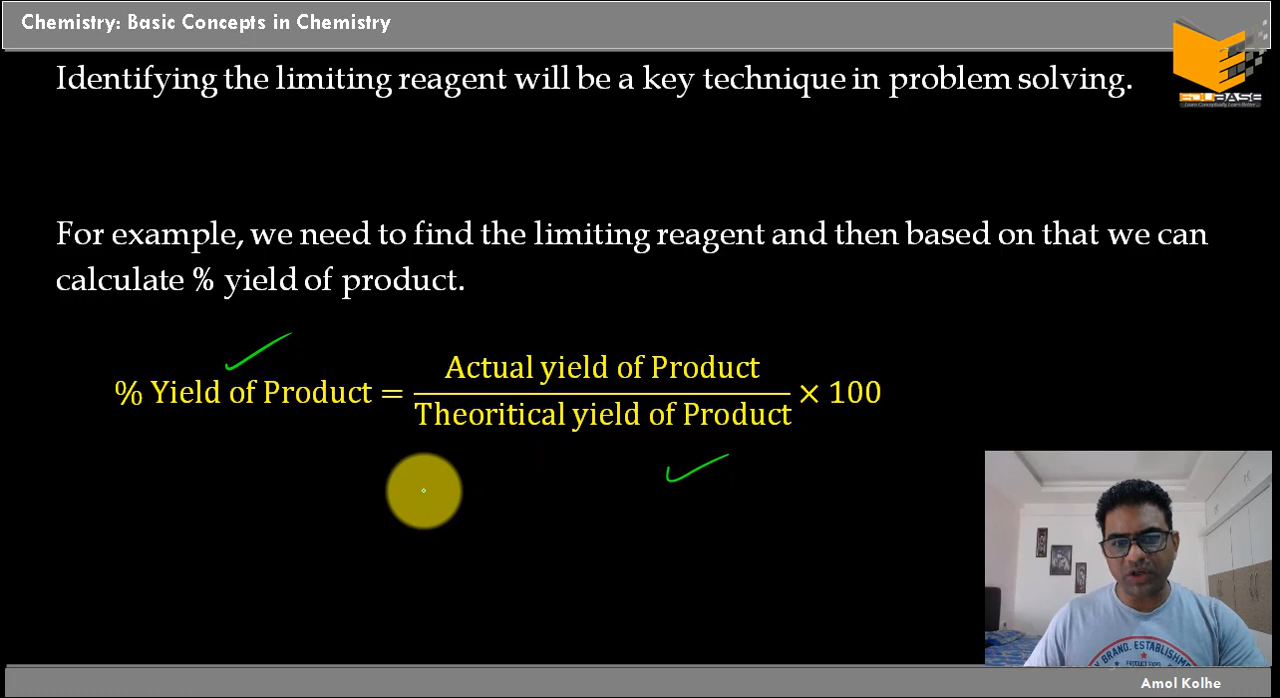 Chemistry: Basic Concepts in Chemistry
Identifying the limiting reagent will be a key technique in problem solving.
EDUBASE
For example, we need to find the limiting reagent and then based on that we can
calculate % yield of product.
% Yield of Product = Actual yield of Product / Theoritical yield of Product × 100
Amol Kolhe